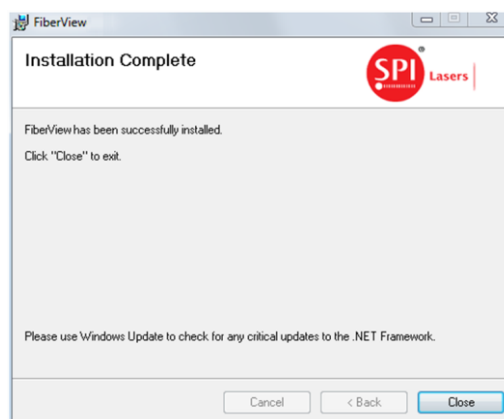 FiberView
Installation Complete
SPI Lasers
FiberView has been successfully installed.
Click "Close" to exit.
Please use Windows Update to check for any critical updates to the .NET Framework.
Cancel
< Back
Close